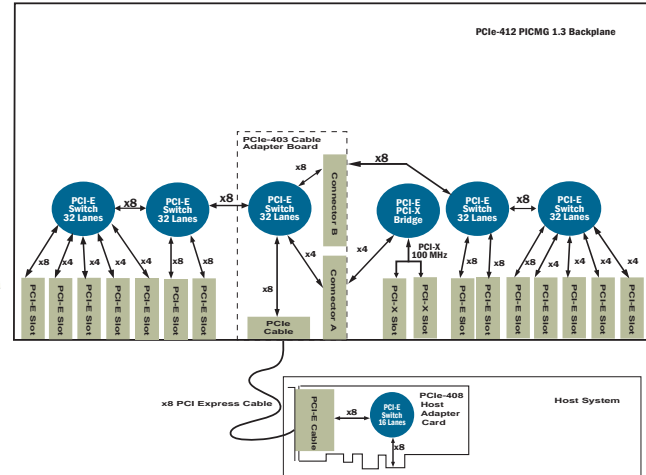 PCIe-412 PICMG 1.3 Backplane
PCIe-403 Cable
Adapter Board
x8
x8
Connector B
PCI-E
Switch
32 Lanes
x8
PCI-E
Switch
32 Lanes
x8
PCI-E
Switch
32 Lanes
PCI-E
PCI-X
Bridge
PCI-E
Switch
32 Lanes
x8
PCI-E
Switch
32 Lanes
PCI-X
100 MHz
x8
x4
x4
x4
x4
x8
x8
x8
x4
Connector A
x4
x8
x8
x8
x4
x4
x4
x4
PCI-E Slot
PCI-E Slot
PCI-E Slot
PCI-E Slot
PCI-E Slot
PCI-E Slot
PCI-E Slot
PCIe
Cable
PCI-X Slot
PCI-X Slot
PCI-E Slot
PCI-E Slot
PCI-E Slot
PCI-E Slot
PCI-E Slot
PCI-E Slot
PCI-E Slot
x8 PCI Express Cable
PCI-E Cable
x8
PCI-E
Switch
16 Lanes
x8
PCIe-408
Host
Adapter
Card
Host System